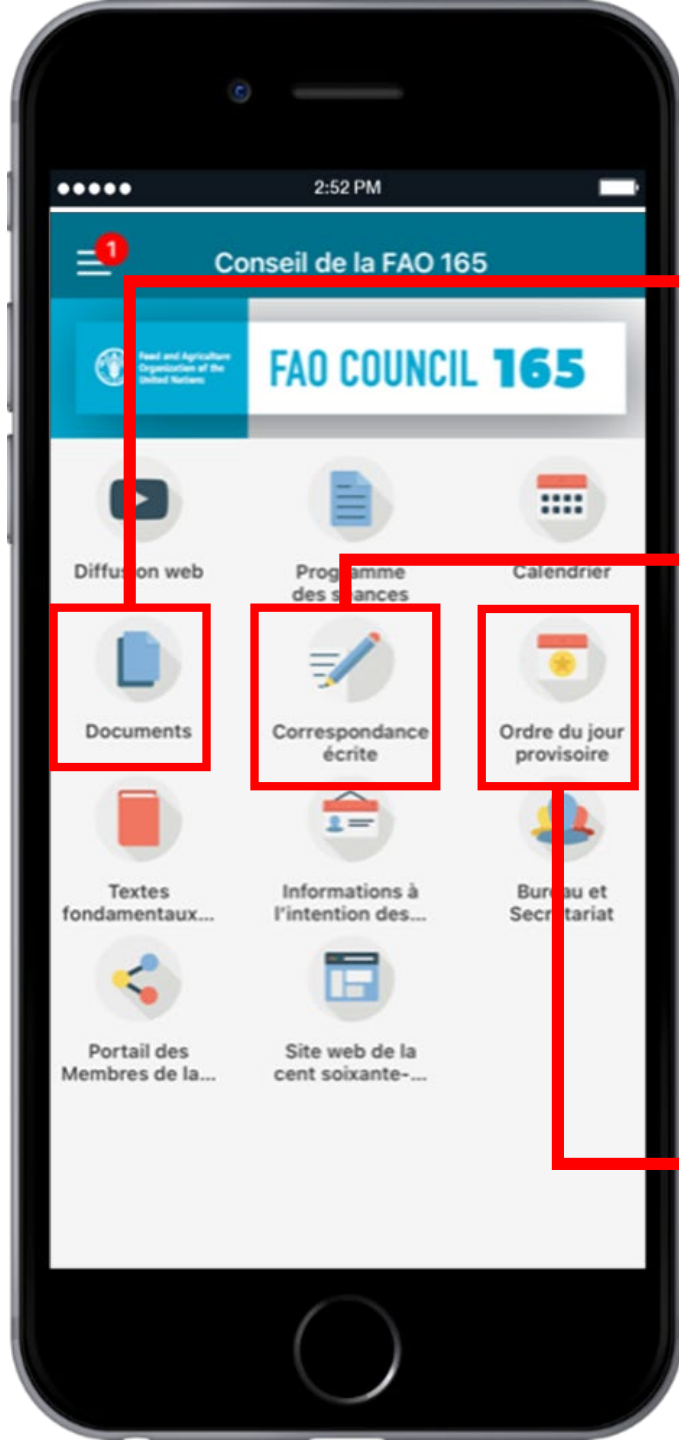 2:52 PM
1
Conseil de la FAO 165
Food and Agriculture
Organization of the
United Nations
FAO COUNCIL 165
Diffusion web
Programme
des séances
Calendrier
Documents
Correspondance
écrite
Ordre du jour
provisoire
Textes
fondamentaux...
Informations à
l'intention des...
Bureau et
Secrétariat
Portail des
Membres de la...
Site web de la
cent soixante-...